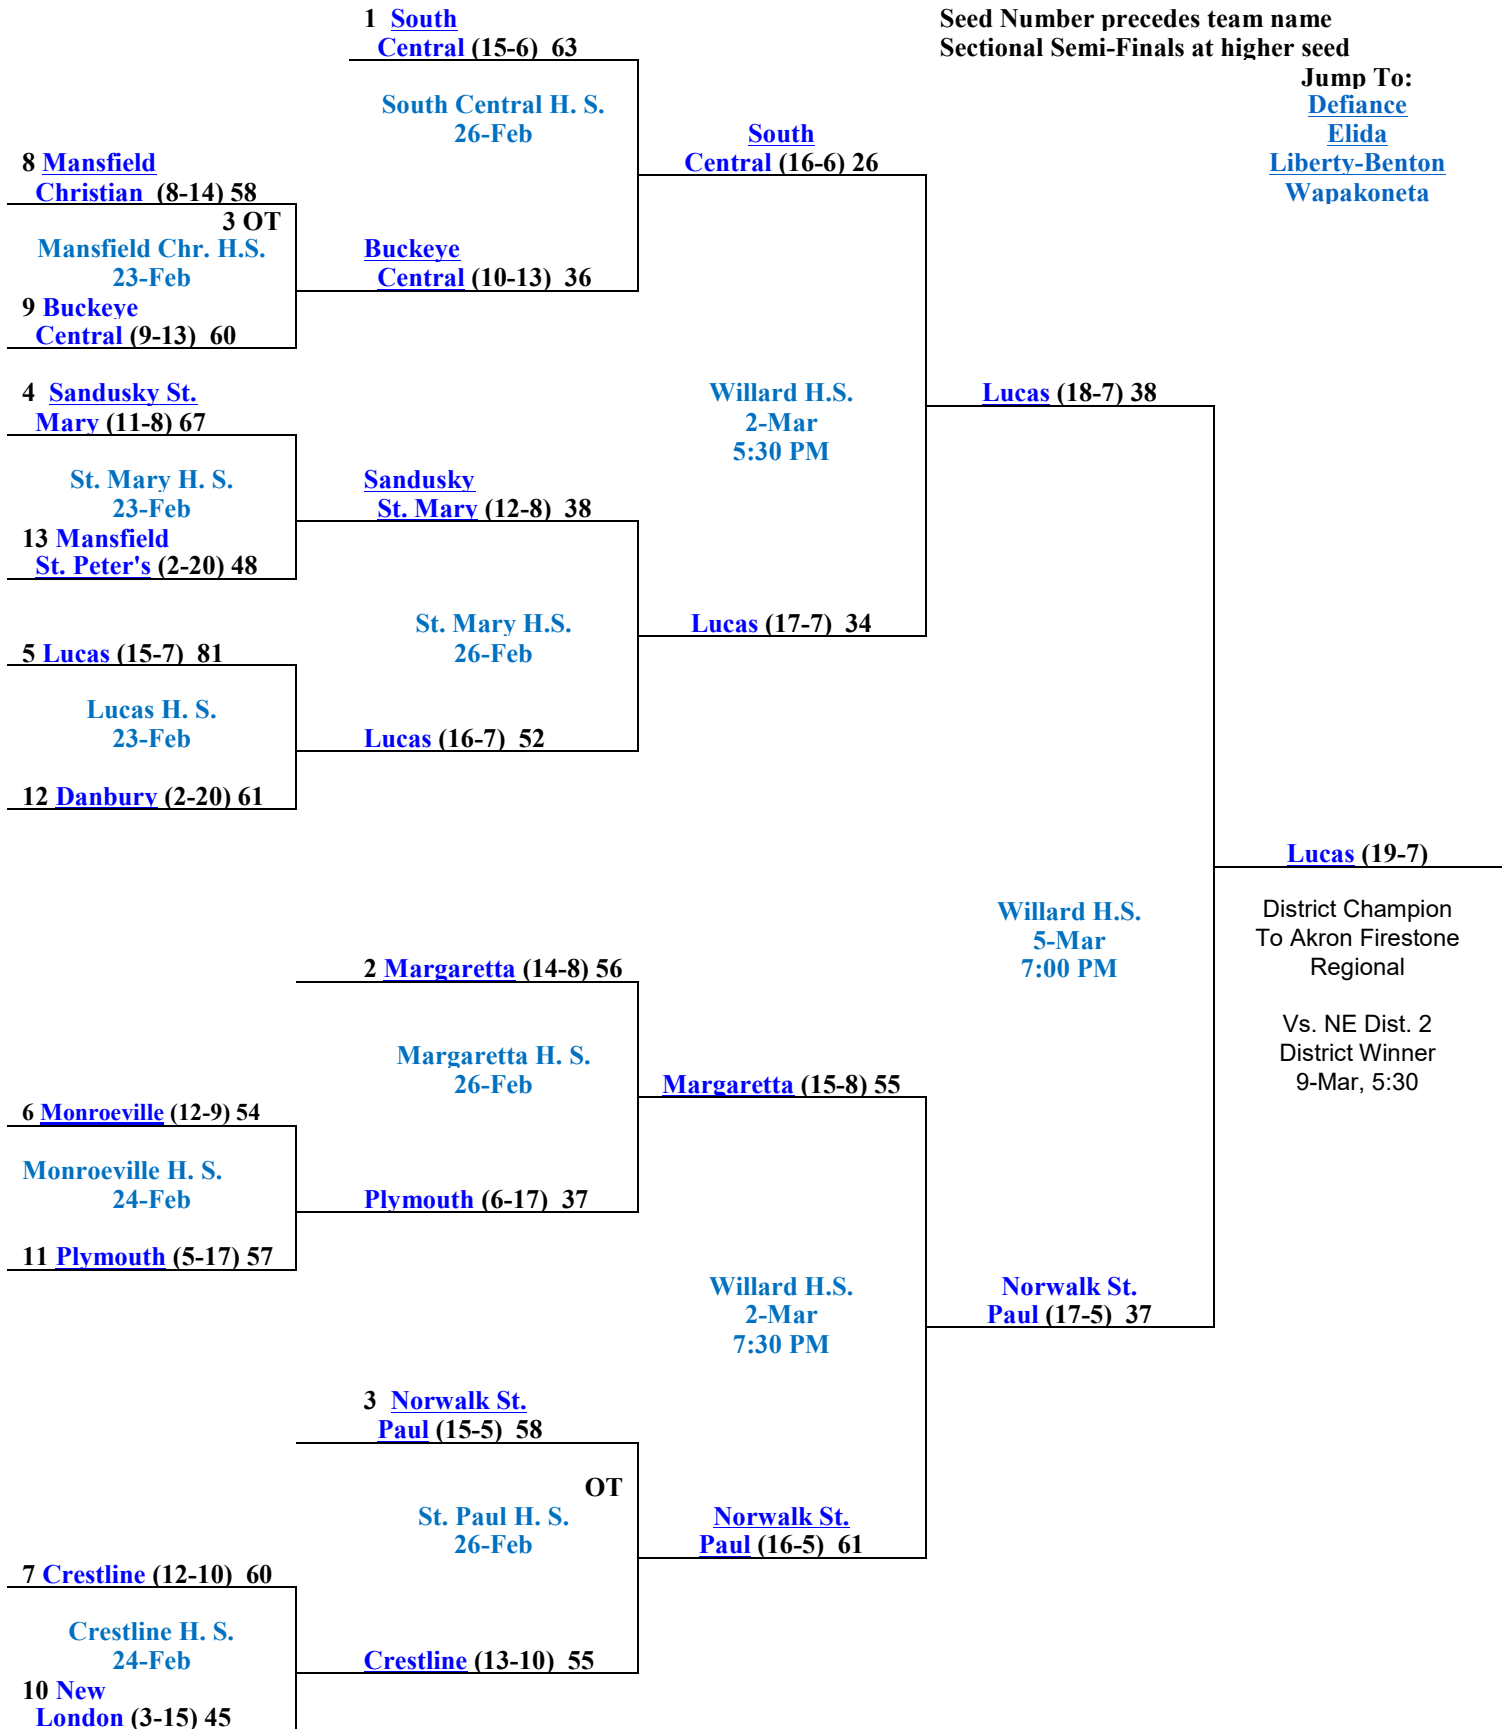 1 South
Central (15-6) 63
Seed Number precedes team name
Sectional Semi-Finals at higher seed
Jump To:
Defiance
Elida
Liberty-Benton
Wapakoneta
South Central H. S.
26-Feb
South
Central (16-6) 26
8 Mansfield
Christian (8-14) 58
3 OT
Mansfield Chr. H.S.
23-Feb
Buckeye
Central (10-13) 36
9 Buckeye
Central (9-13) 60
4 Sandusky St.
Mary (11-8) 67
Willard H.S.
2-Mar
5:30 PM
Lucas (18-7) 38
St. Mary H. S.
23-Feb
Sandusky
St. Mary (12-8) 38
13 Mansfield
St. Peter's (2-20) 48
St. Mary H.S.
26-Feb
Lucas (17-7) 34
5 Lucas (15-7) 81
Lucas H. S.
23-Feb
Lucas (16-7) 52
12 Danbury (2-20) 61
Lucas (19-7)
Willard H.S.
5-Mar
7:00 PM
District Champion
To Akron Firestone
Regional
Vs. NE Dist. 2
District Winner
9-Mar, 5:30
2 Margaretta (14-8) 56
Margaretta H. S.
26-Feb
Margaretta (15-8) 55
6 Monroeville (12-9) 54
Monroeville H. S.
24-Feb
Plymouth (6-17) 37
11 Plymouth (5-17) 57
Willard H.S.
2-Mar
7:30 PM
Norwalk St.
Paul (17-5) 37
3 Norwalk St.
Paul (15-5) 58
OT
St. Paul H. S.
26-Feb
Norwalk St.
Paul (16-5) 61
7 Crestline (12-10) 60
Crestline H. S.
24-Feb
Crestline (13-10) 55
10 New
London (3-15) 45